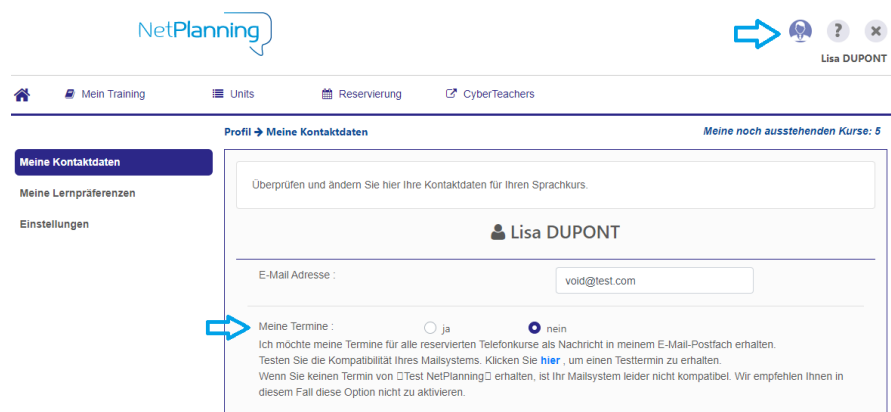 NetPlanning
?
Lisa DUPONT
Mein Training
Units
Reservierung
CyberTeachers
Profil → Meine Kontaktdaten
Meine noch ausstehenden Kurse: 5
Meine Kontaktdaten
Meine Lernpräferenzen
Einstellungen
Überprüfen und ändern Sie hier Ihre Kontaktdaten für Ihren Sprachkurs.
Lisa DUPONT
E-Mail Adresse :
void@test.com
Meine Termine :
ja
nein
Ich möchte meine Termine für alle reservierten Telefonkurse als Nachricht in meinem E-Mail-Postfach erhalten.
Testen Sie die Kompatibilität Ihres Mailsystems. Klicken Sie hier , um einen Testtermin zu erhalten.
Wenn Sie keinen Termin von □Test NetPlanning□ erhalten, ist Ihr Mailsystem leider nicht kompatibel. Wir empfehlen Ihnen in
diesem Fall diese Option nicht zu aktivieren.